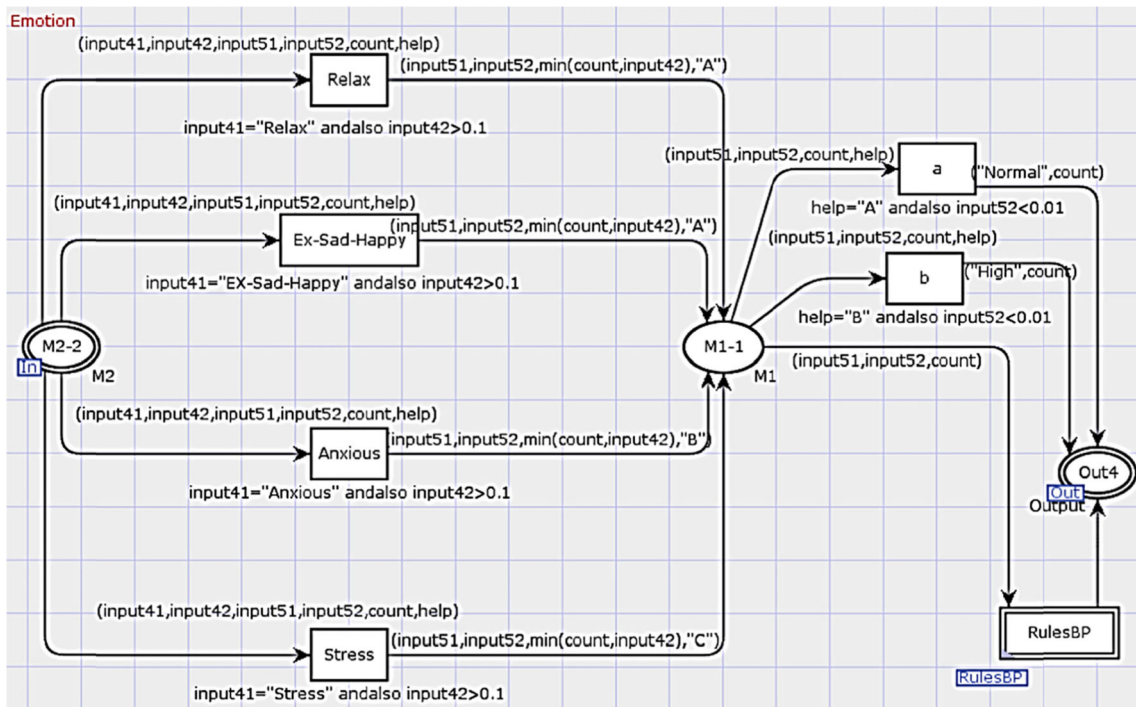 Emotion
(input41,input42,input51,input52,count,help)
Relax
(input51,input52,min(count,input42),"A")
input41="Relax" andalso input42>0.1
(input51,input52,count,help)
a
("Normal",count)
help="A" andalso input52<0.01
(input41,input42,input51,input52,count,help)
Ex-Sad-Happy
(input51,input52,min(count,input42),"A")
input41="EX-Sad-Happy" andalso input42>0.1
(input51,input52,count,help)
b
("High",count)
help="B" andalso input52<0.01
M2-2
In
M2
M1-1
M1
(input51,input52,count)
(input41,input42,input51,input52,count,help)
Anxious
(input51,input52,min(count,input42),"B")
input41="Anxious" andalso input42>0.1
Out4
Out
Output
(input41,input42,input51,input52,count,help)
Stress
(input51,input52,min(count,input42),"C")
input41="Stress" andalso input42>0.1
RulesBP
RulesBP